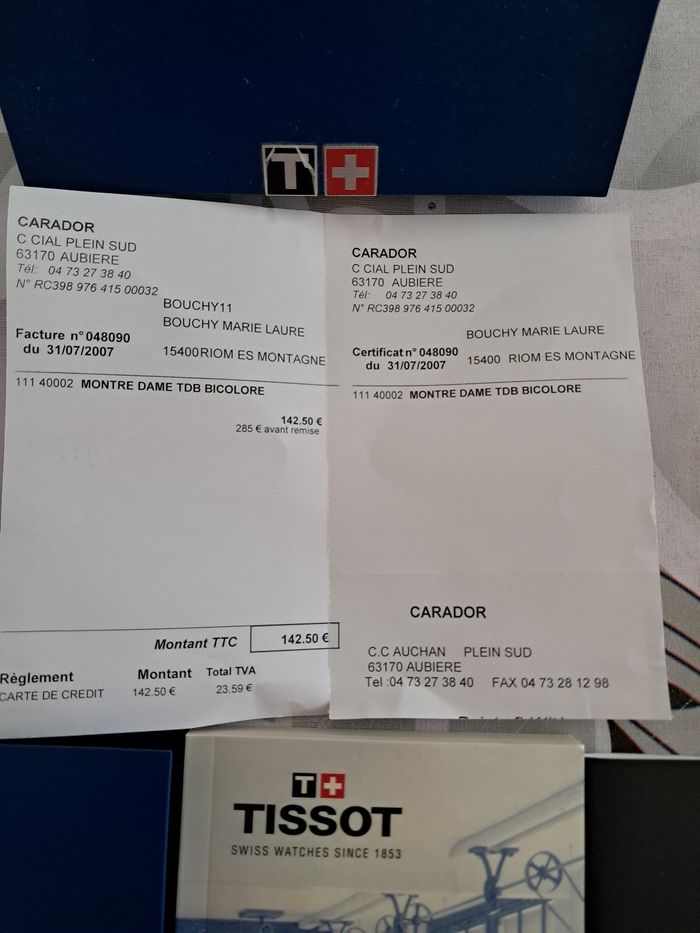 T+
CARADOR
C CIAL PLEIN SUD
63170 AUBIERE
Tél: 04 73 27 38 40
N° RC398 976 415 00032
BOUCHY11
BOUCHY MARIE LAURE
Facture n°048090
du 31/07/2007
15400RIOM ES MONTAGNE
111 40002 MONTRE DAME TDB BICOLORE
142.50 €
285 € avant remise
Montant TTC 142.50 €
Règlement Montant Total TVA
CARTE DE CREDIT 142.50 € 23.59 €
CARADOR
C CIAL PLEIN SUD
63170 AUBIERE
Tel: 04 73 27 38 40
N° RC398 976 415 00032
BOUCHY MARIE LAURE
Certificat n° 048090
du 31/07/2007
15400 RIOM ES MONTAGNE
111 40002 MONTRE DAME TDB BICOLORE
CARADOR
C.C AUCHAN PLEIN SUD
63170 AUBIERE
Tel :04 73 27 38 40 FAX 04 73 28 12 98
T+
TISSOT
SWISS WATCHES SINCE 1853